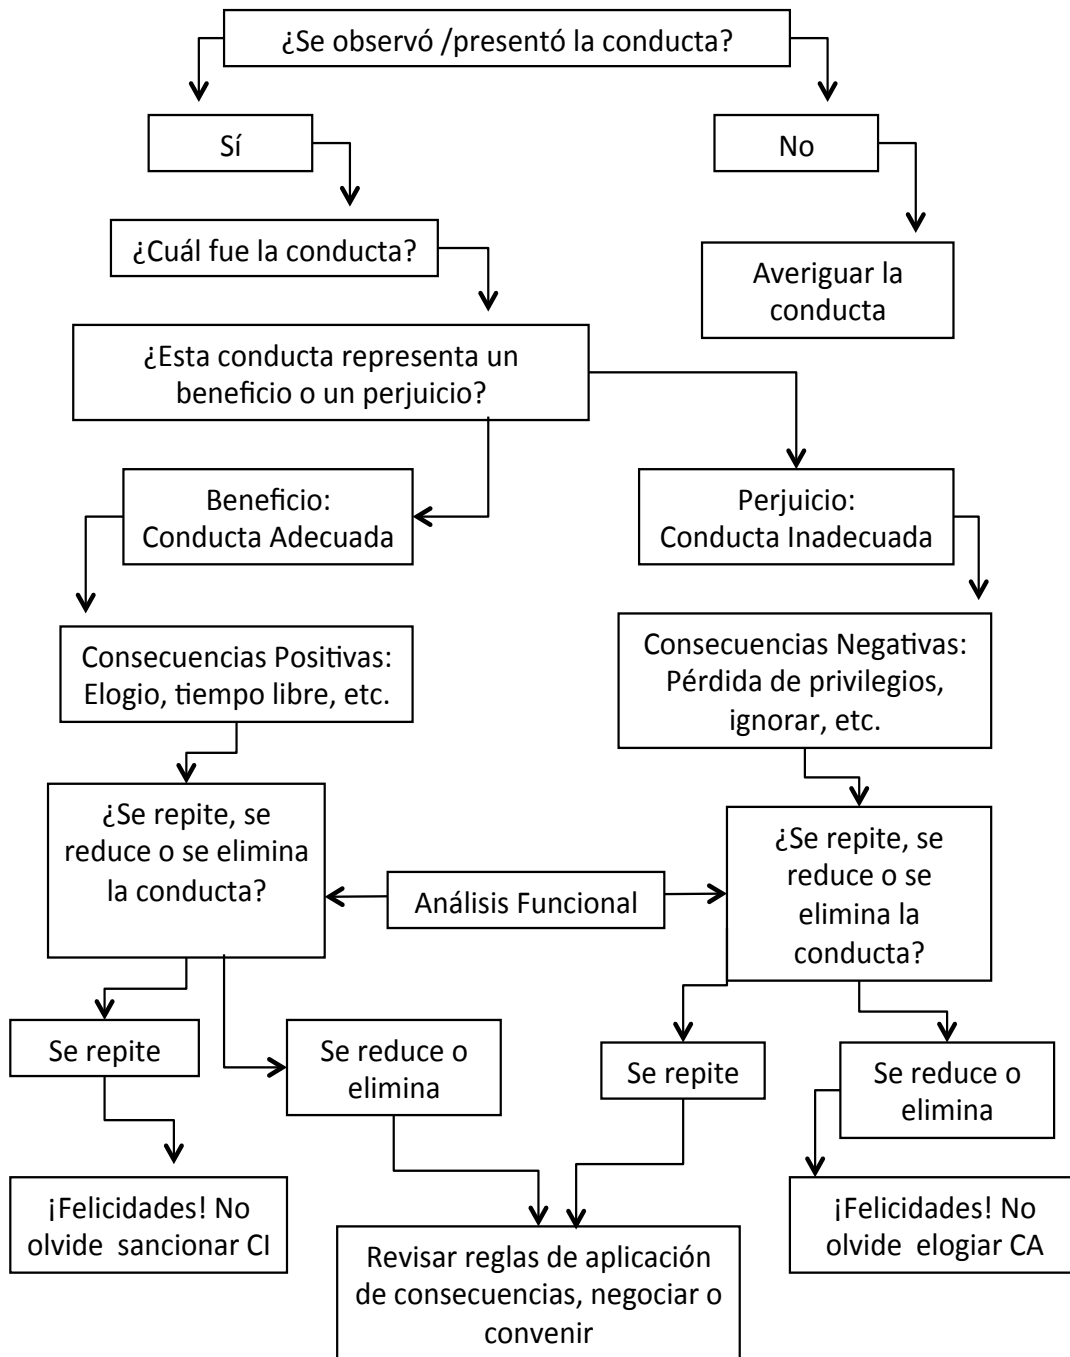 ¿Se observó /presentó la conducta?
Sí
No
¿Cuál fue la conducta?
Averiguar la
conducta
¿Esta conducta representa un
beneficio o un perjuicio?
Beneficio:
Conducta Adecuada
Perjuicio:
Conducta Inadecuada
Consecuencias Positivas:
Elogio, tiempo libre, etc.
Consecuencias Negativas:
Pérdida de privilegios,
ignorar, etc.
¿Se repite, se
reduce o se elimina
la conducta?
Análisis Funcional
¿Se repite, se
reduce o se
elimina la
conducta?
Se repite
Se reduce o
elimina
Se repite
Se reduce o
elimina
¡Felicidades! No
olvide  sancionar CI
Revisar reglas de aplicación
de consecuencias, negociar o
convenir
¡Felicidades! No
olvide  elogiar CA